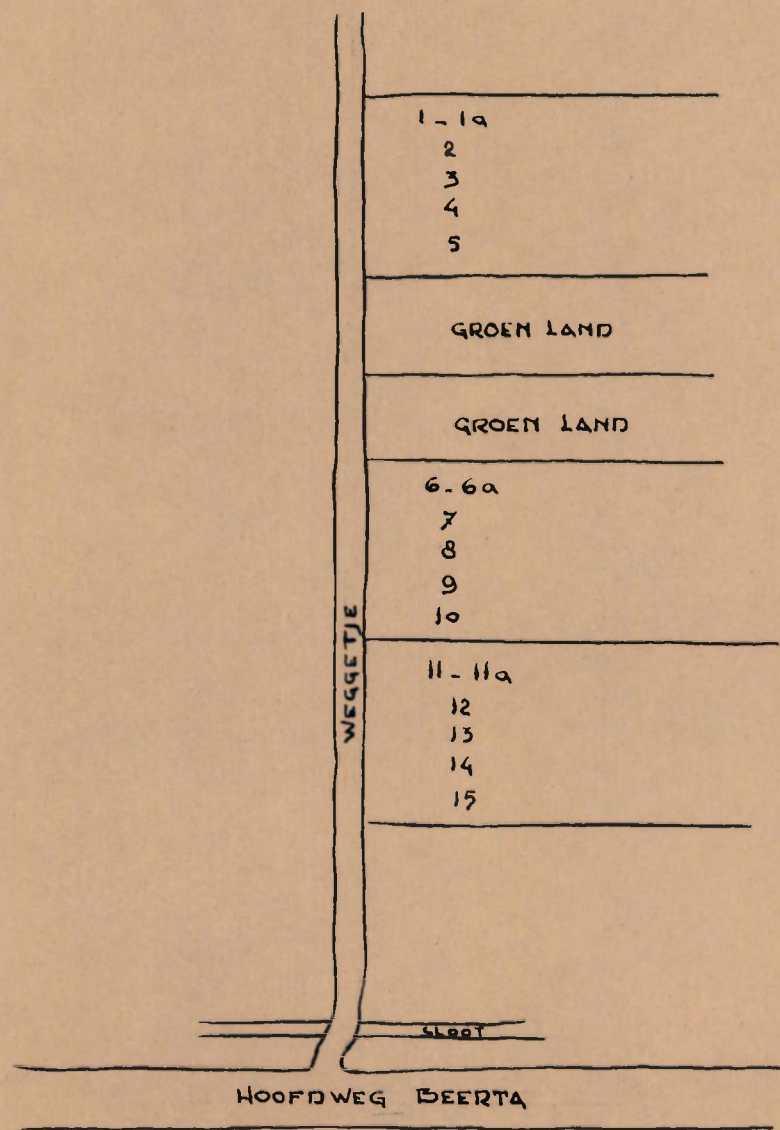 1 - 1a
2
3
4
5
GROEN LAND
GROEN LAND
6 - 6a
7
8
9
10
WEGGETJE
11 - 11a
12
13
14
15
SLOOT
HOOFDWEG BEERTA